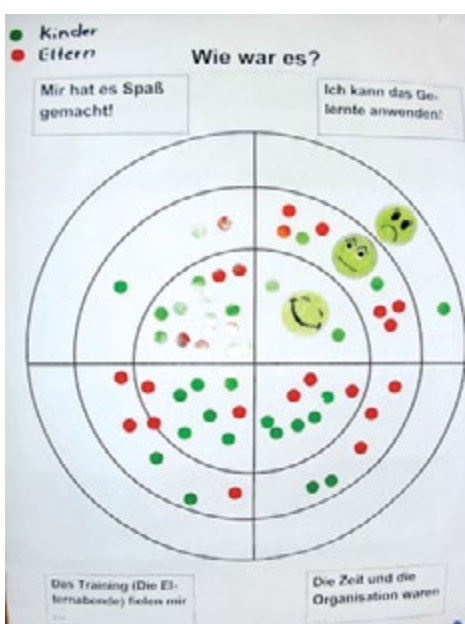 Kinder
Eltern
Wie war es?
Mir hat es Spaß
gemacht!
Ich kann das Ge-
lernte anwenden!
Das Training (Die El-
ternabende) fielen mir
...
Die Zeit und die
Organisation waren
...